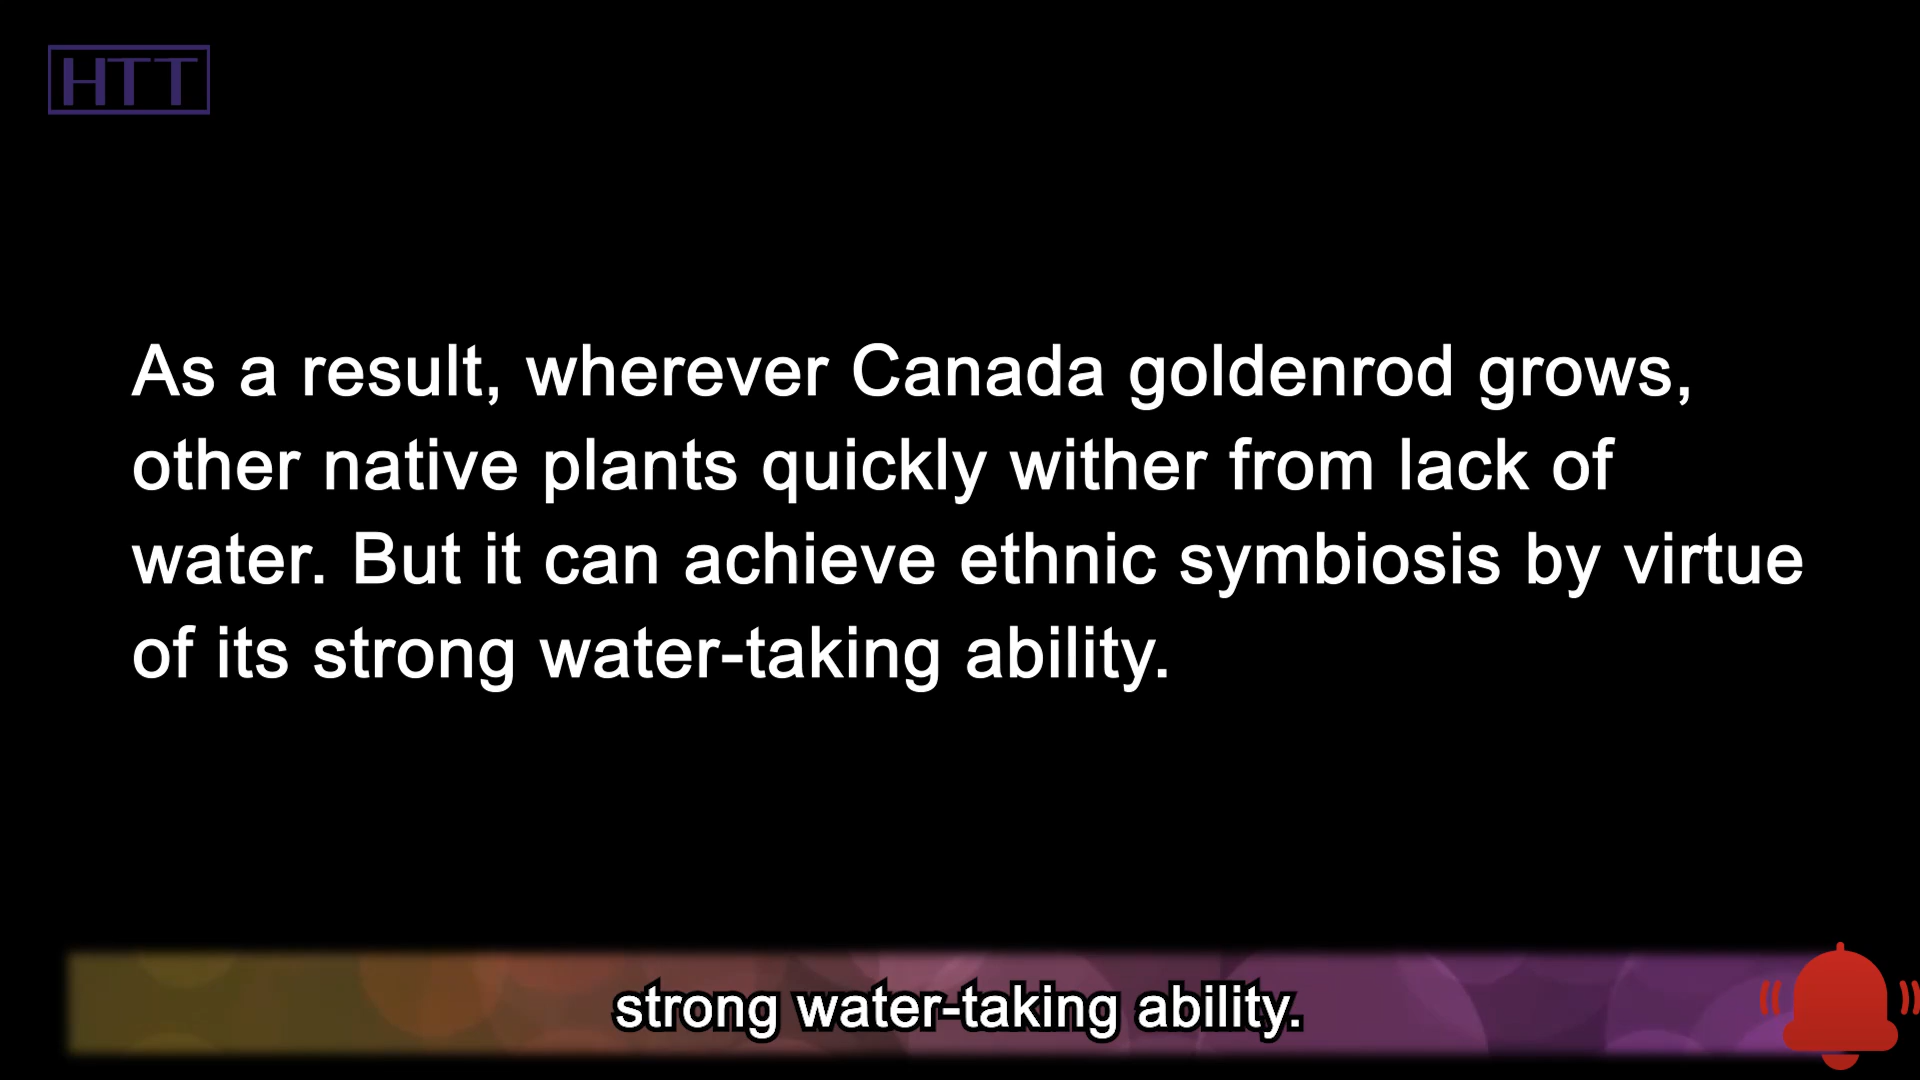 HTT
As a result, wherever Canada goldenrod grows,
other native plants quickly wither from lack of
water. But it can achieve ethnic symbiosis by virtue
of its strong water-taking ability.
strong water-taking ability.